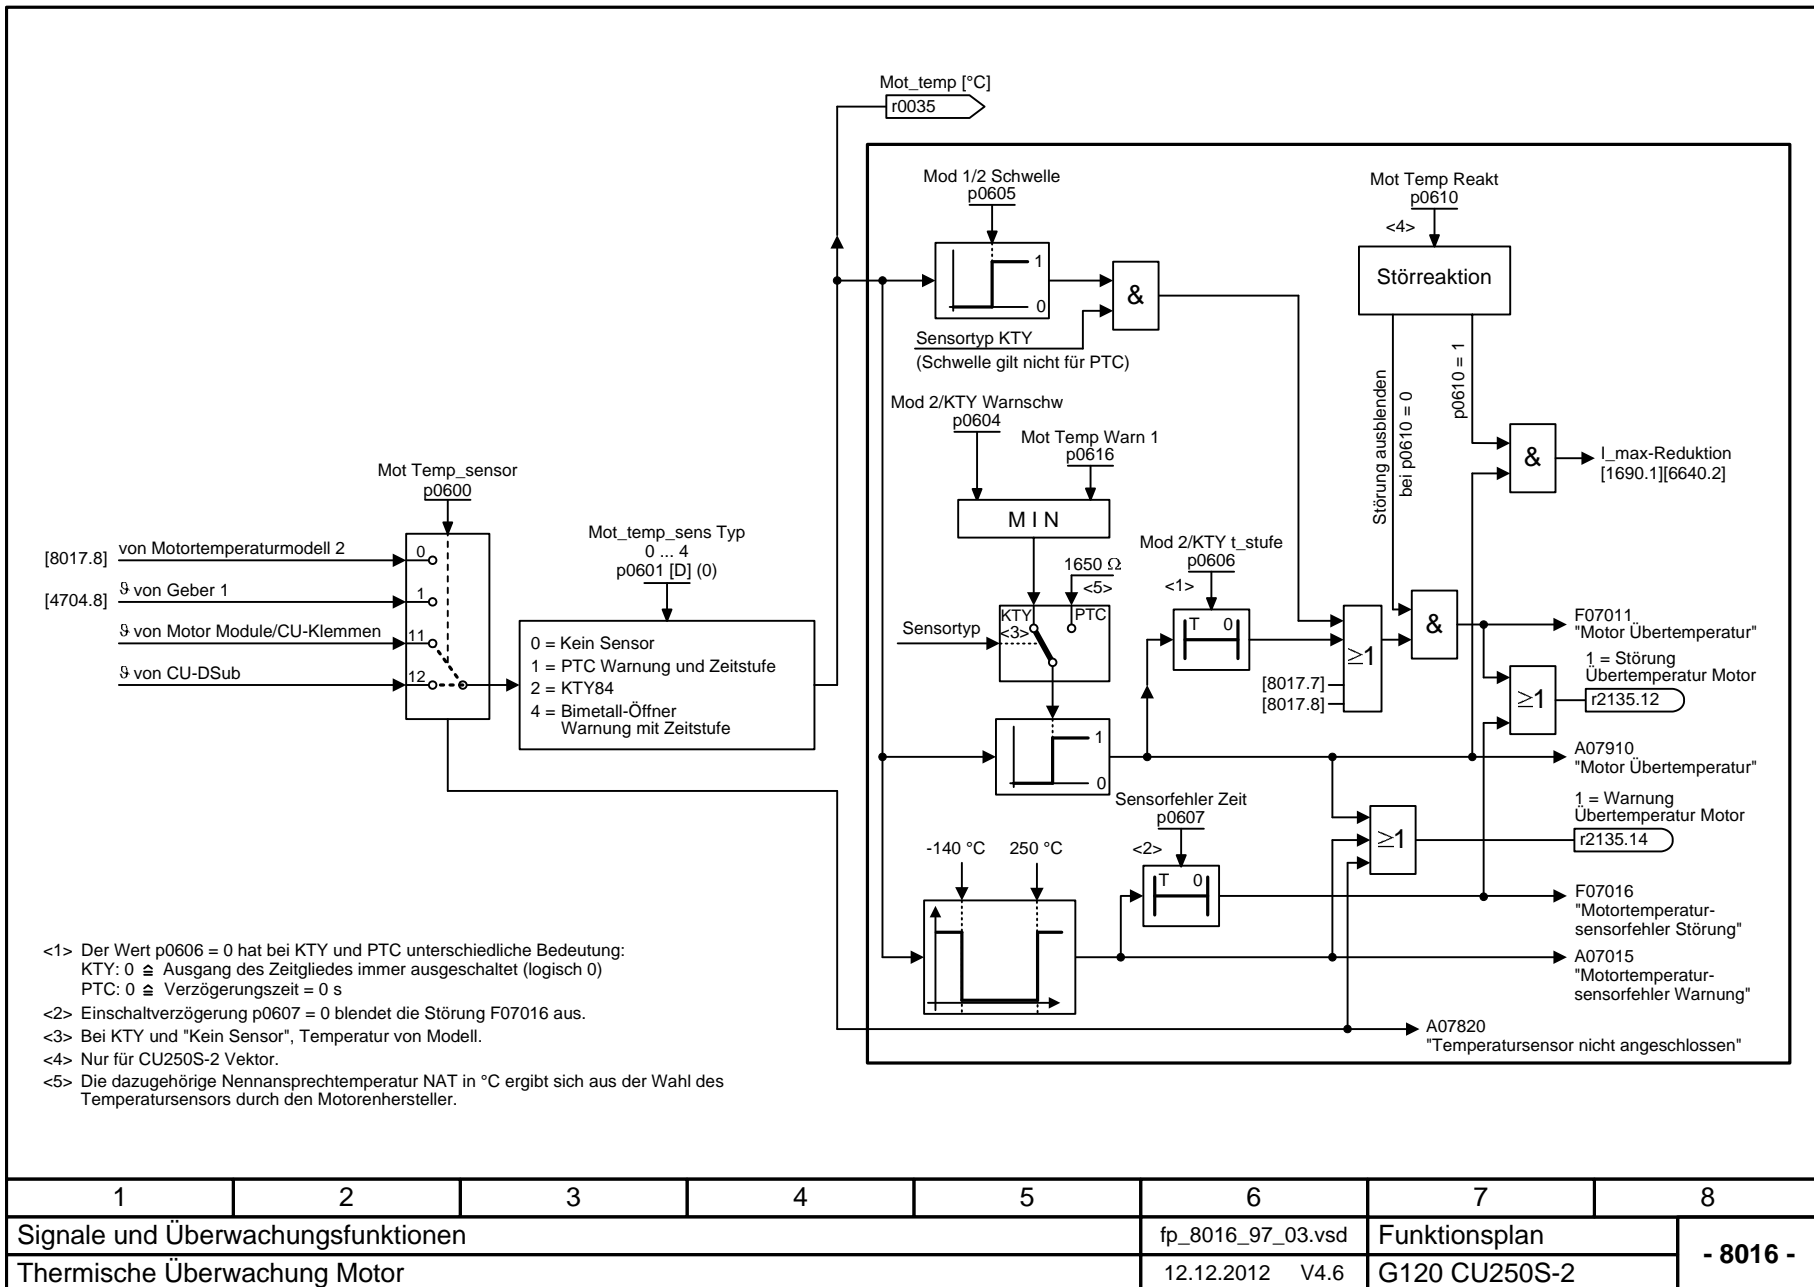 Mot_temp [°C]
r0035
Mod 1/2 Schwelle
p0605
1
0
&
Sensortyp KTY
(Schwelle gilt nicht für PTC)
Mot Temp Reakt
p0610
<4>
Störreaktion
Störung ausblenden
bei p0610 = 0
p0610 = 1
&
I_max-Reduktion
[1690.1][6640.2]
Mod 2/KTY Warnschw
p0604
Mot Temp Warn 1
p0616
M I N
1650 Ω
<5>
Sensortyp
KTY
<3>
PTC
Mod 2/KTY t_stufe
p0606
<1>
T 0
[8017.7]
[8017.8]
≥1
&
F07011
"Motor Übertemperatur"
1 = Störung
Übertemperatur Motor
≥1
r2135.12
Mot Temp_sensor
p0600
[8017.8]
von Motortemperaturmodell 2
0
[4704.8]
ϑ von Geber 1
1
ϑ von Motor Module/CU-Klemmen
11
ϑ von CU-DSub
12
Mot_temp_sens Typ
0 ... 4
p0601 [D] (0)
0 = Kein Sensor
1 = PTC Warnung und Zeitstufe
2 = KTY84
4 = Bimetall-Öffner
Warnung mit Zeitstufe
1
0
A07910
"Motor Übertemperatur"
1 = Warnung
Übertemperatur Motor
≥1
r2135.14
Sensorfehler Zeit
p0607
<2>
T 0
-140 °C
250 °C
F07016
"Motortemperatur-
sensorfehler Störung"
A07015
"Motortemperatur-
sensorfehler Warnung"
A07820
"Temperatursensor nicht angeschlossen"
<1> Der Wert p0606 = 0 hat bei KTY und PTC unterschiedliche Bedeutung:
KTY: 0 ≙ Ausgang des Zeitgliedes immer ausgeschaltet (logisch 0)
PTC: 0 ≙ Verzögerungszeit = 0 s
<2> Einschaltverzögerung p0607 = 0 blendet die Störung F07016 aus.
<3> Bei KTY und "Kein Sensor", Temperatur von Modell.
<4> Nur für CU250S-2 Vektor.
<5> Die dazugehörige Nennansprechtemperatur NAT in °C ergibt sich aus der Wahl des
Temperatursensors durch den Motorenhersteller.
1 2 3 4 5 6 7 8
Signale und Überwachungsfunktionen
fp_8016_97_03.vsd
Funktionsplan
- 8016 -
Thermische Überwachung Motor
12.12.2012 V4.6
G120 CU250S-2